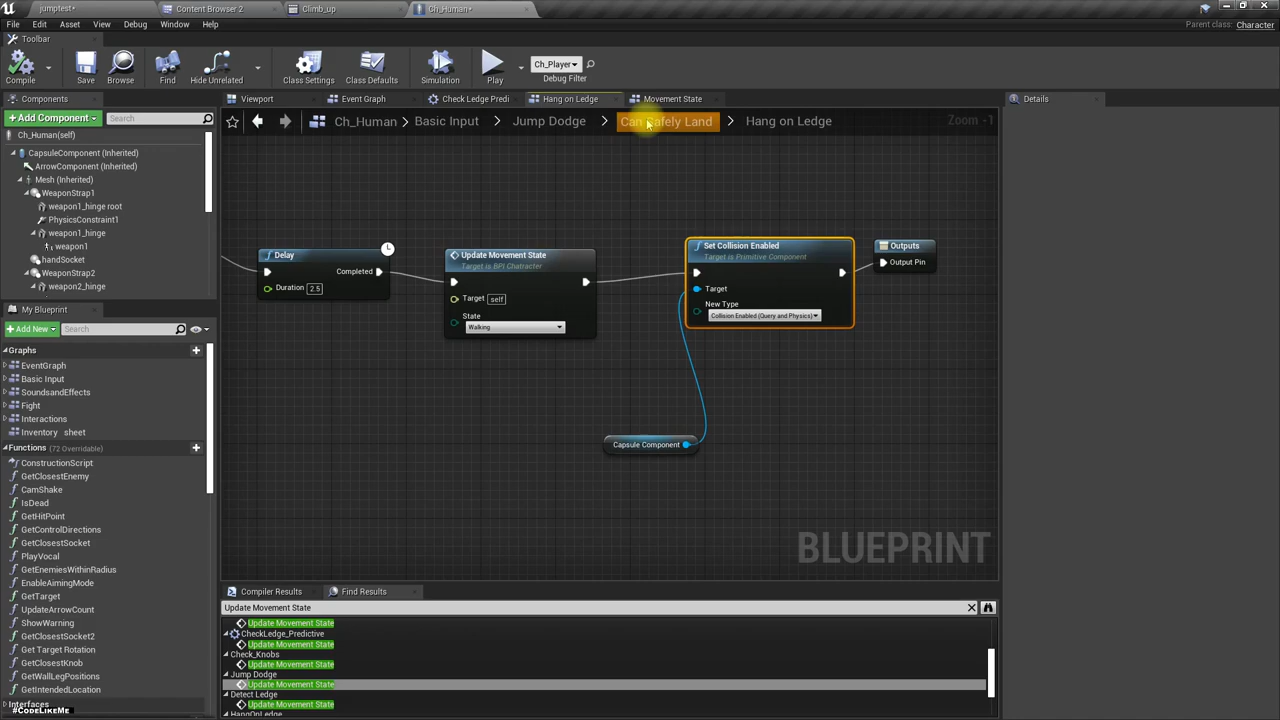 jumptest*
Content Browser 2
Climb_up
Ch_Human*
File
Edit
Asset
View
Debug
Window
Help
Parent class: Character
Toolbar
Compile
Save
Browse
Find
Hide Unrelated
Class Settings
Class Defaults
Simulation
Play
Ch_Player
Debug Filter
Components
+ Add Component
Search
Ch_Human(self)
CapsuleComponent (Inherited)
ArrowComponent (Inherited)
Mesh (Inherited)
WeaponStrap1
weapon1_hinge root
PhysicsConstraint1
weapon1_hinge
weapon1
handSocket
WeaponStrap2
weapon2_hinge
My Blueprint
+ Add New
Search
Graphs
EventGraph
Basic Input
SoundsandEffects
Fight
Interactions
Inventory sheet
Functions (72 Overridable)
ConstructionScript
GetClosestEnemy
CamShake
IsDead
GetHitPoint
GetControlDirections
GetClosestSocket
PlayVocal
GetEnemiesWithinRadius
EnableAimingMode
GetTarget
UpdateArrowCount
ShowWarning
GetClosestSocket2
Get Target Rotation
GetClosestKnob
GetWallLegPositions
GetIntendedLocation
Interfaces
#CodeLikeMe
Viewport
Event Graph
Check Ledge Predi
Hang on Ledge
Movement State
Ch_Human > Basic Input > Jump Dodge > Can Safely Land > Hang on Ledge
Zoom -1
Delay
Completed
Duration 2.5
Update Movement State
Target is BPI Chatracter
Target self
State
Walking
Set Collision Enabled
Target is Primitive Component
Target
New Type
Collision Enabled (Query and Physics)
Outputs
Output Pin
Capsule Component
BLUEPRINT
Details
Compiler Results
Find Results
Update Movement State
Update Movement State
CheckLedge_Predictive
Update Movement State
Check_Knobs
Update Movement State
Jump Dodge
Update Movement State
Detect Ledge
Update Movement State
HangOnLedge